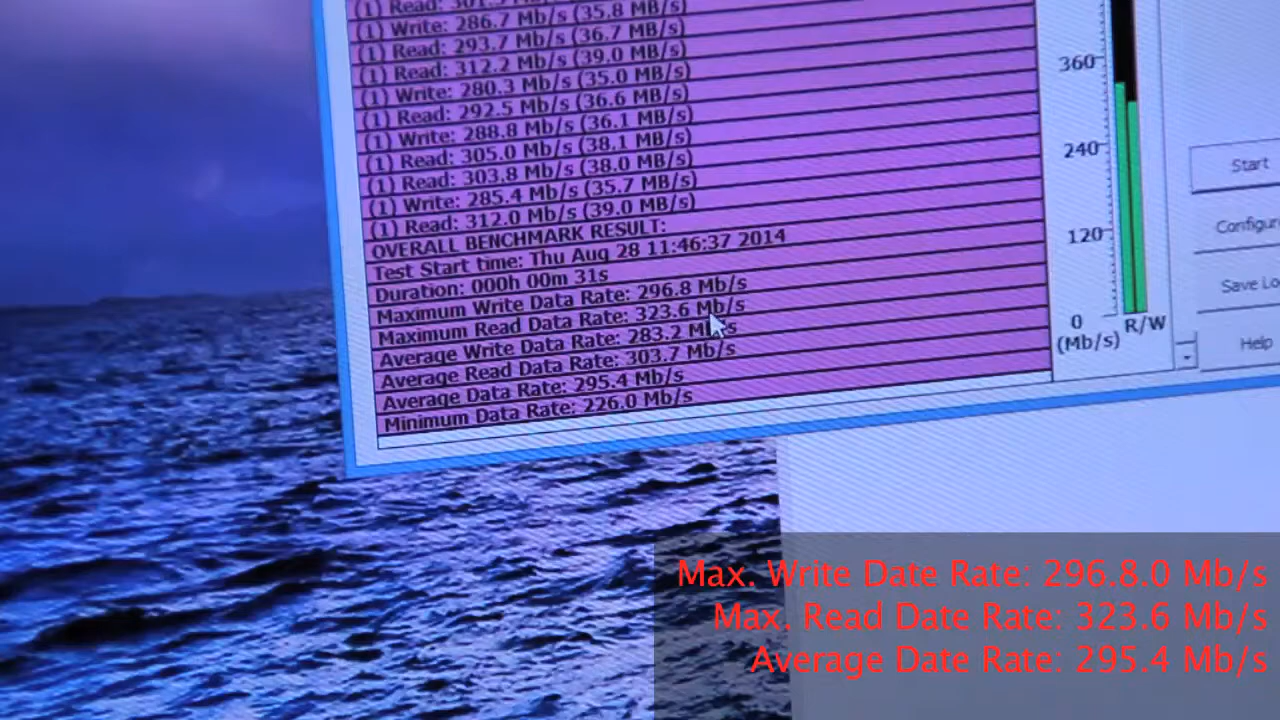 (1) Read:
(1) Write: 286.7 Mb/s (35.8 MB/s)
(1) Read: 293.7 Mb/s (36.7 MB/s)
(1) Read: 312.2 Mb/s (39.0 MB/s)
(1) Write: 280.3 Mb/s (35.0 MB/s)
(1) Read: 292.5 Mb/s (36.6 MB/s)
(1) Write: 288.8 Mb/s (36.1 MB/s)
(1) Read: 305.0 Mb/s (38.1 MB/s)
(1) Read: 303.8 Mb/s (38.0 MB/s)
(1) Write: 285.4 Mb/s (35.7 MB/s)
(1) Read: 312.0 Mb/s (39.0 MB/s)
OVERALL BENCHMARK RESULT:
Test Start time: Thu Aug 28 11:46:37 2014
Duration: 000h 00m 31s
Maximum Write Data Rate: 296.8 Mb/s
Maximum Read Data Rate: 323.6 Mb/s
Average Write Data Rate: 283.2 Mb/s
Average Read Data Rate: 303.7 Mb/s
Average Data Rate: 295.4 Mb/s
Minimum Data Rate: 226.0 Mb/s
360
240
120
0
(Mb/s)
R/W
Start
Configur
Save Lo
Help
Max. Write Date Rate: 296.8.0 Mb/s
Max. Read Date Rate: 323.6 Mb/s
Average Date Rate: 295.4 Mb/s